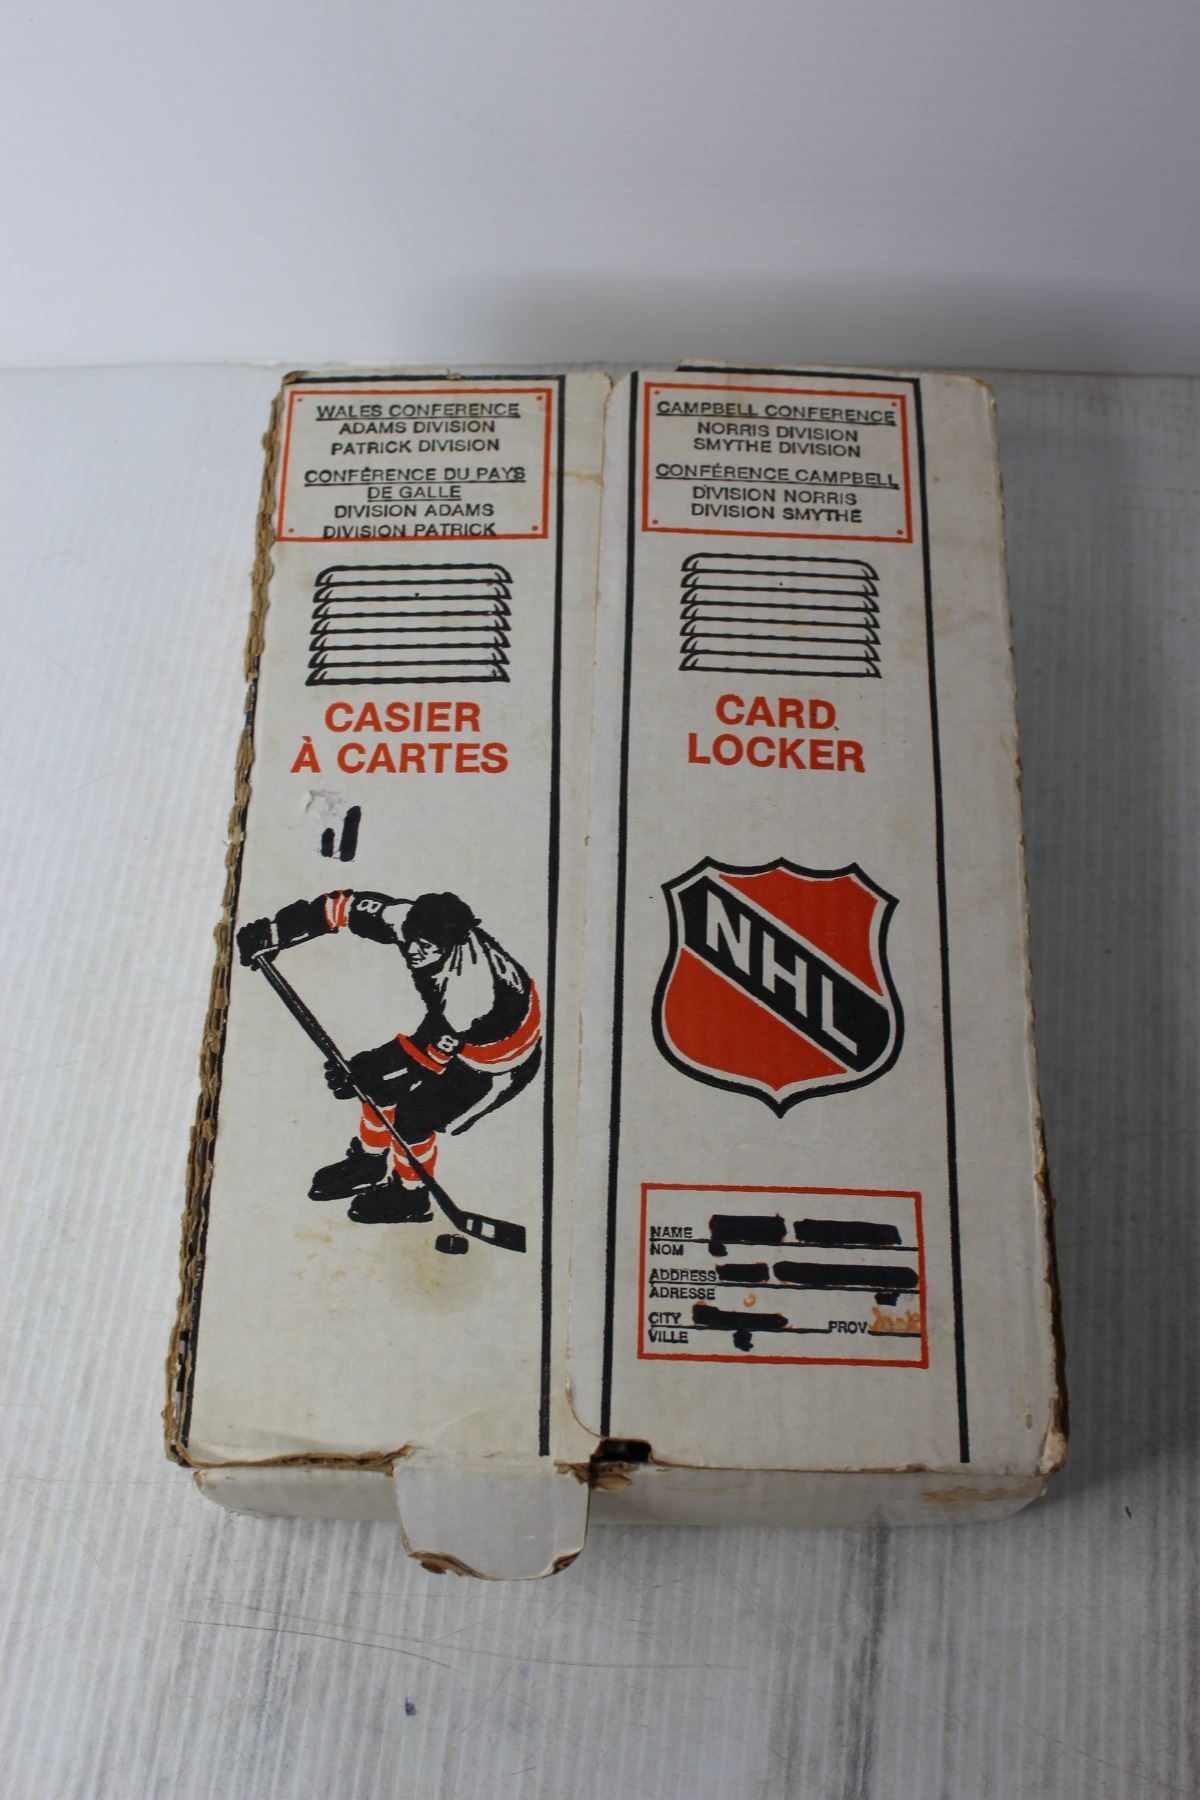 WALES CONFERENCE
ADAMS DIVISION
PATRICK DIVISION
CONFÉRENCE DU PAYS
DE GALLE
DIVISION ADAMS
DIVISION PATRICK
CASIER
À CARTES
8
8
CAMPBELL CONFERENCE
NORRIS DIVISION
SMYTHE DIVISION
CONFÉRENCE CAMPBELL
DIVISION NORRIS
DIVISION SMYTHE
CARD
LOCKER
NHL
NAME
NOM
ADDRESS
ADRESSE
CITY PROV
VILLE